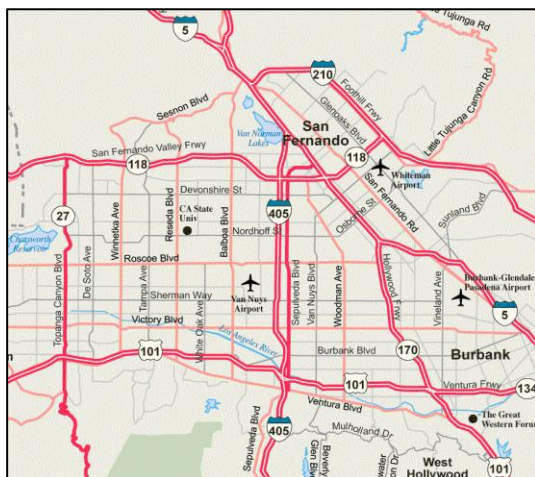 Little Tujunga Rd
5
210
Foothill Frwy
Sesnon Blvd
Glenoaks Blvd
Little Tujunga Canyon Rd
Van Norman
Lakes
San
Fernando
San Fernando Valley Frwy
118
118
Whiteman
Airport
Devonshire St
San Fernando Rd
27
CA State
Univ
405
Osborne St
Sunland Blvd
Nordhoff St
Chatsworth
Reservoir
Topanga Canyon Blvd
De Soto Ave
Winnetka Ave
Tampa Ave
Reseda Blvd
White Oak Ave
Balboa Blvd
Sepulveda Blvd
Van Nuys Blvd
Woodman Ave
Hollywood Frwy
Vineland Ave
Roscoe Blvd
Burbank-Glendale
Pasadena Airport
Sherman Way
Van Nuys
Airport
5
Victory Blvd
Los Angeles River
170
101
Burbank Blvd
Burbank
101
Ventura Frwy
134
Ventura Blvd
The Great
Western Forum
Sepulveda Blvd
405
Mulholland Dr
101
West
Hollywood